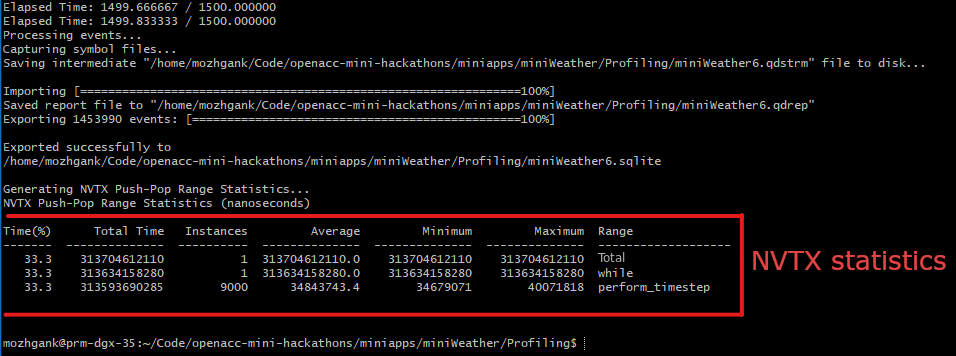 Elapsed Time: 1499.666667 / 1500.000000
Elapsed Time: 1499.833333 / 1500.000000
Processing events...
Capturing symbol files...
Saving intermediate "/home/mozhgank/Code/openacc-mini-hackathons/miniapps/miniWeather/Profiling/miniWeather6.qdstrm" file to disk...
Importing [===============================================================100%]
Saved report file to "/home/mozhgank/Code/openacc-mini-hackathons/miniapps/miniWeather/Profiling/miniWeather6.qdrep"
Exporting 1453990 events: [===============================================100%]
Exported successfully to
/home/mozhgank/Code/openacc-mini-hackathons/miniapps/miniWeather/Profiling/miniWeather6.sqlite
Generating NVTX Push-Pop Range Statistics...
NVTX Push-Pop Range Statistics (nanoseconds)
Time(%) Total Time Instances Average Minimum Maximum Range
------- -------------- ---------- -------------- -------------- -------------- -------------------
33.3 313704612110 1 313704612110.0 313704612110 313704612110 Total
33.3 313634158280 1 313634158280.0 313634158280 313634158280 while
33.3 313593690285 9000 34843743.4 34679071 40071818 perform_timestep
NVTX statistics
mozhgank@prm-dgx-35:~/Code/openacc-mini-hackathons/miniapps/miniWeather/Profiling$